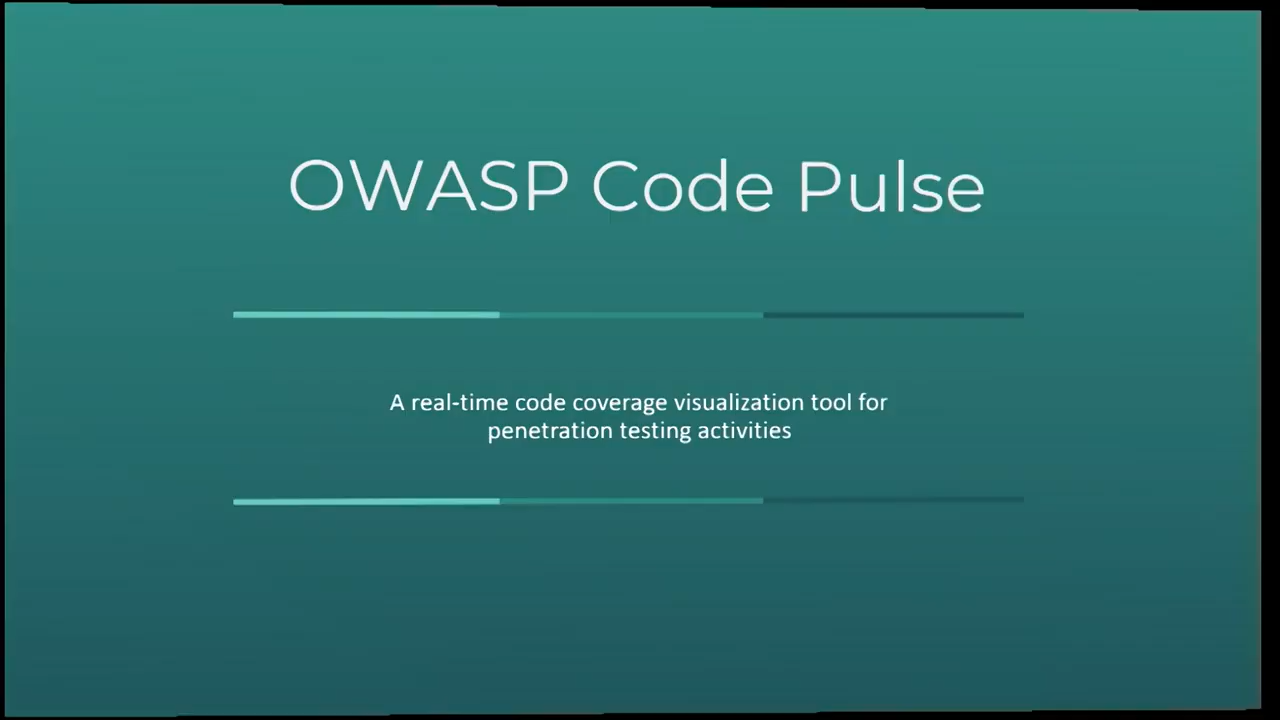 OWASP Code Pulse
A real-time code coverage visualization tool for
penetration testing activities